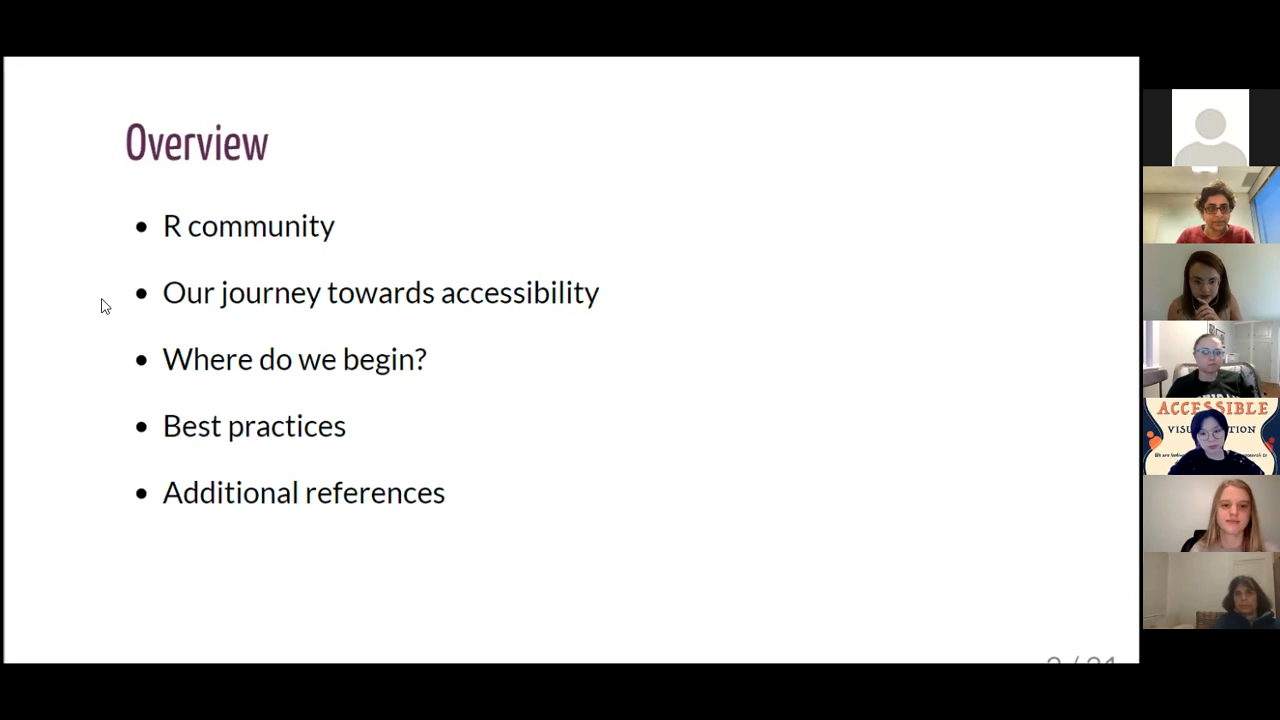 Overview
R community
Our journey towards accessibility
Where do we begin?
Best practices
Additional references
ACCESSIBLE